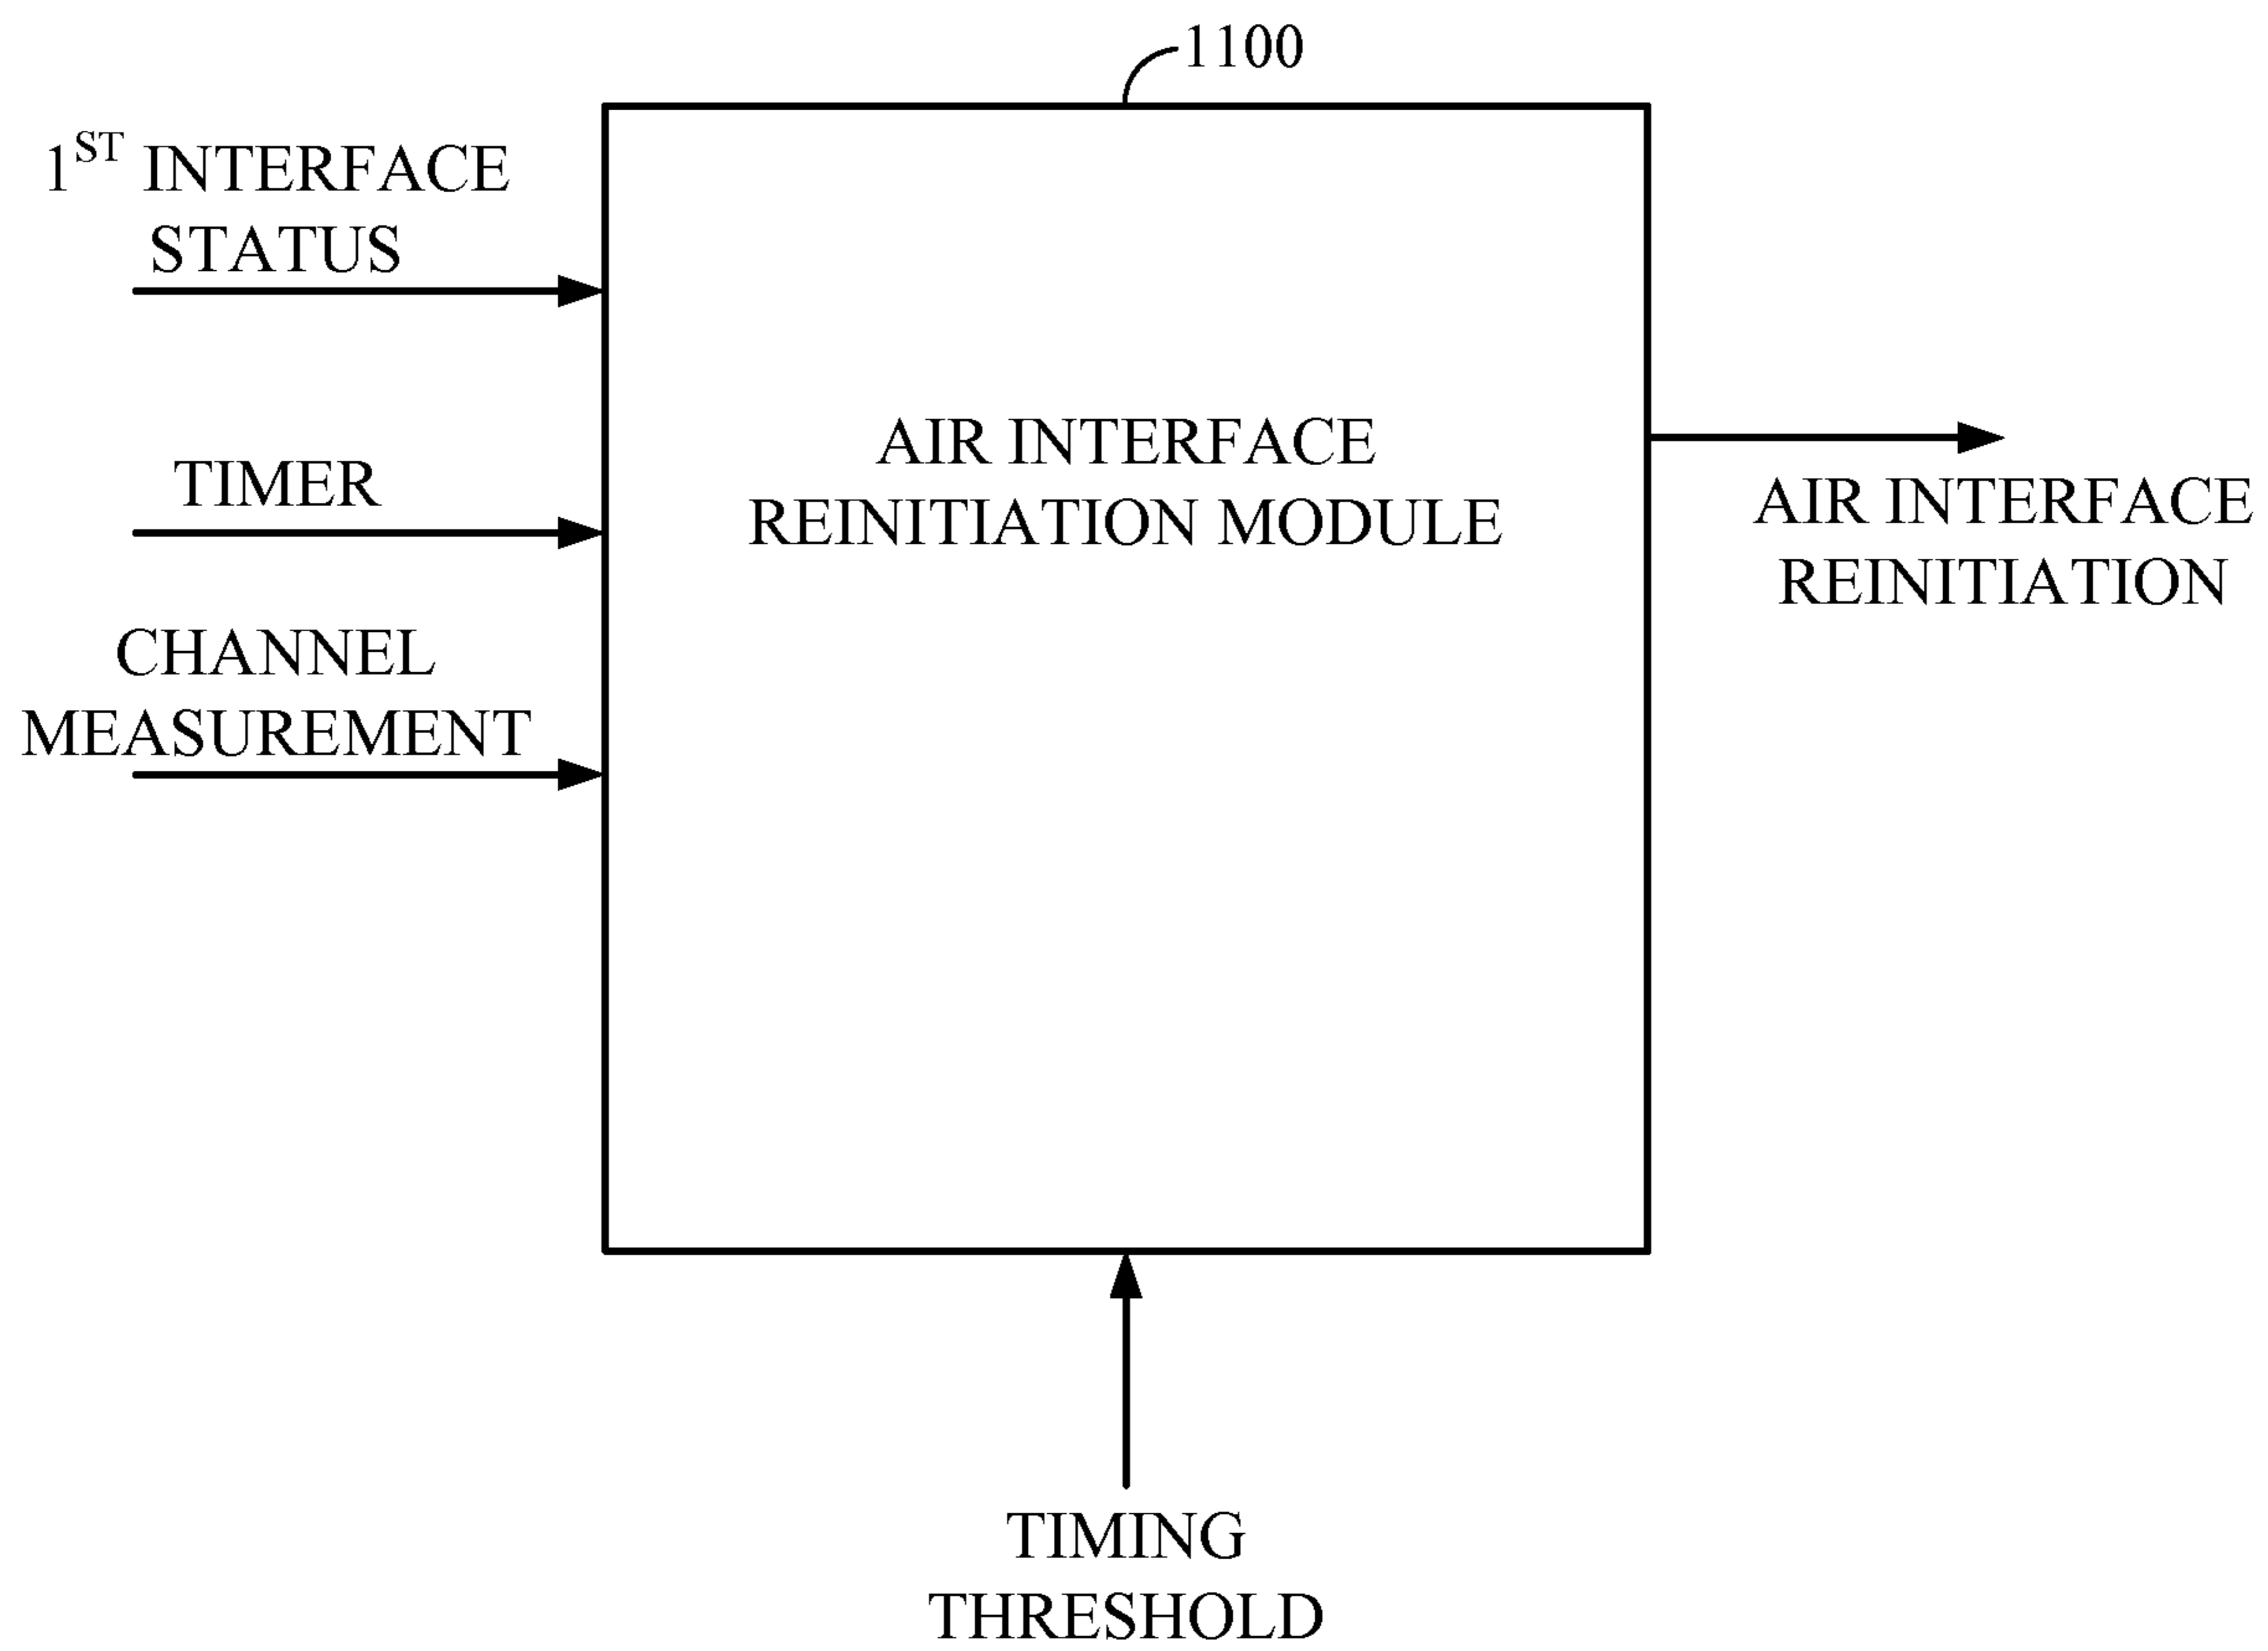 1100
1ST INTERFACE
STATUS
TIMER
CHANNEL
MEASUREMENT
AIR INTERFACE
REINITIATION MODULE
AIR INTERFACE
REINITIATION
TIMING
THRESHOLD